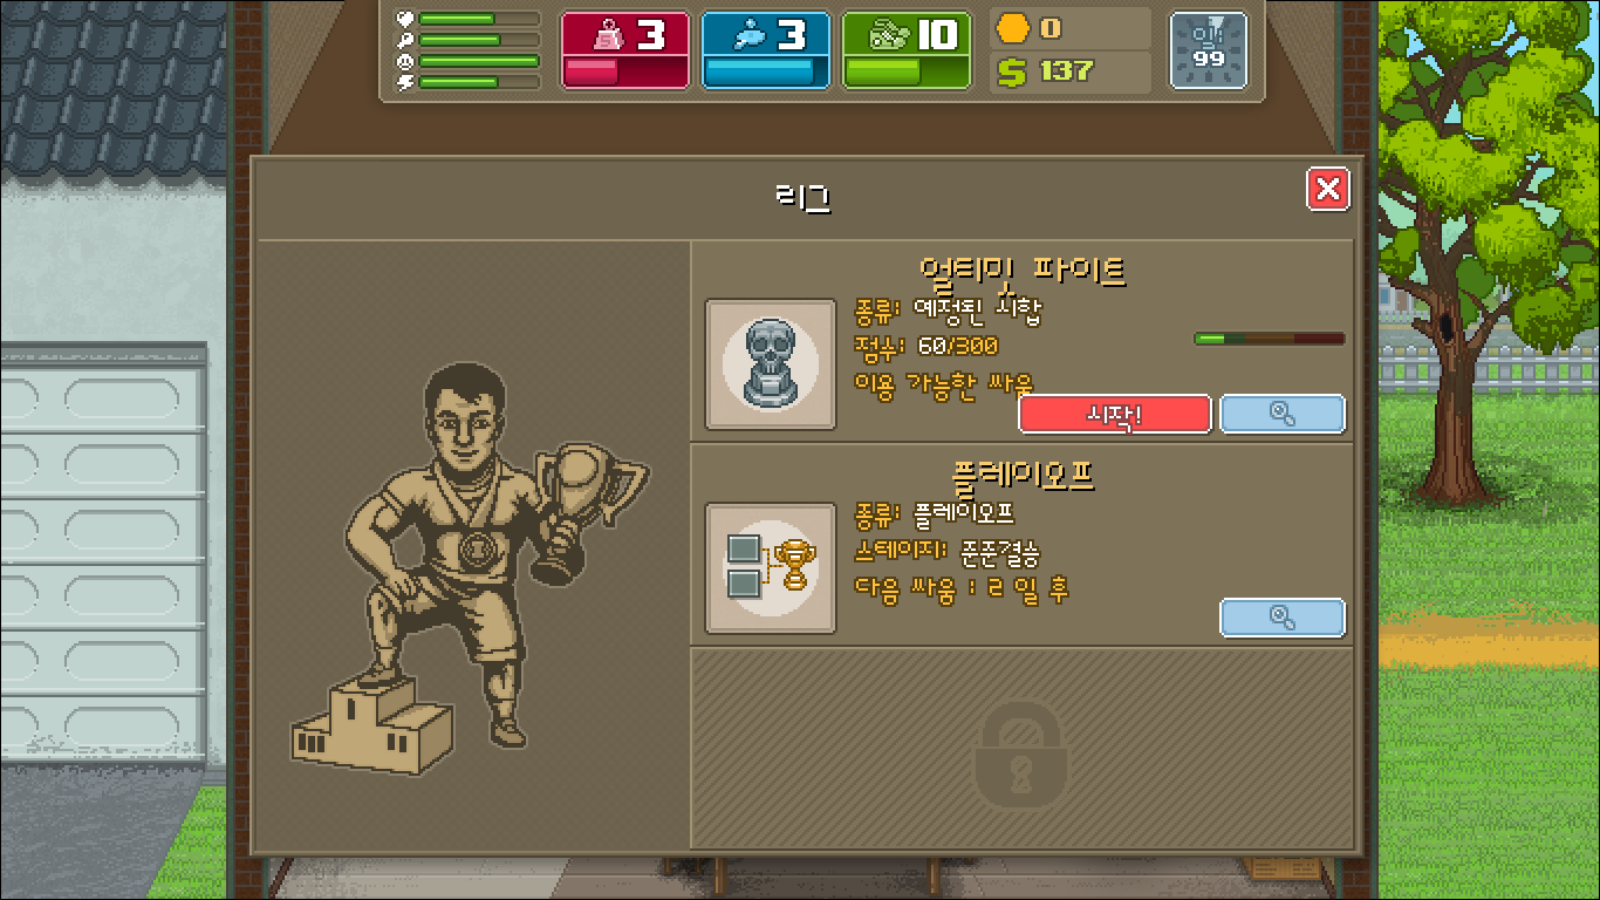 3
3
10
0
137
일
99
리그
얼티밋 파이트
종류: 예정된 시합
점수: 60/300
이용 가능한 싸움
시작!
플레이오프
종류: 플레이오프
스테이지: 준준결승
다음 싸움 : 2 일 후